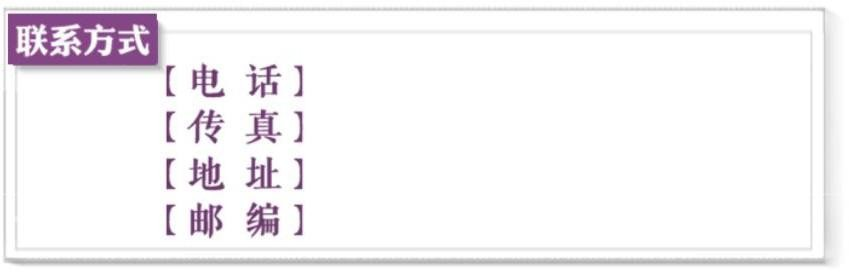 联系方式
【电 话】
【传 真】
【地 址】
【邮 编】